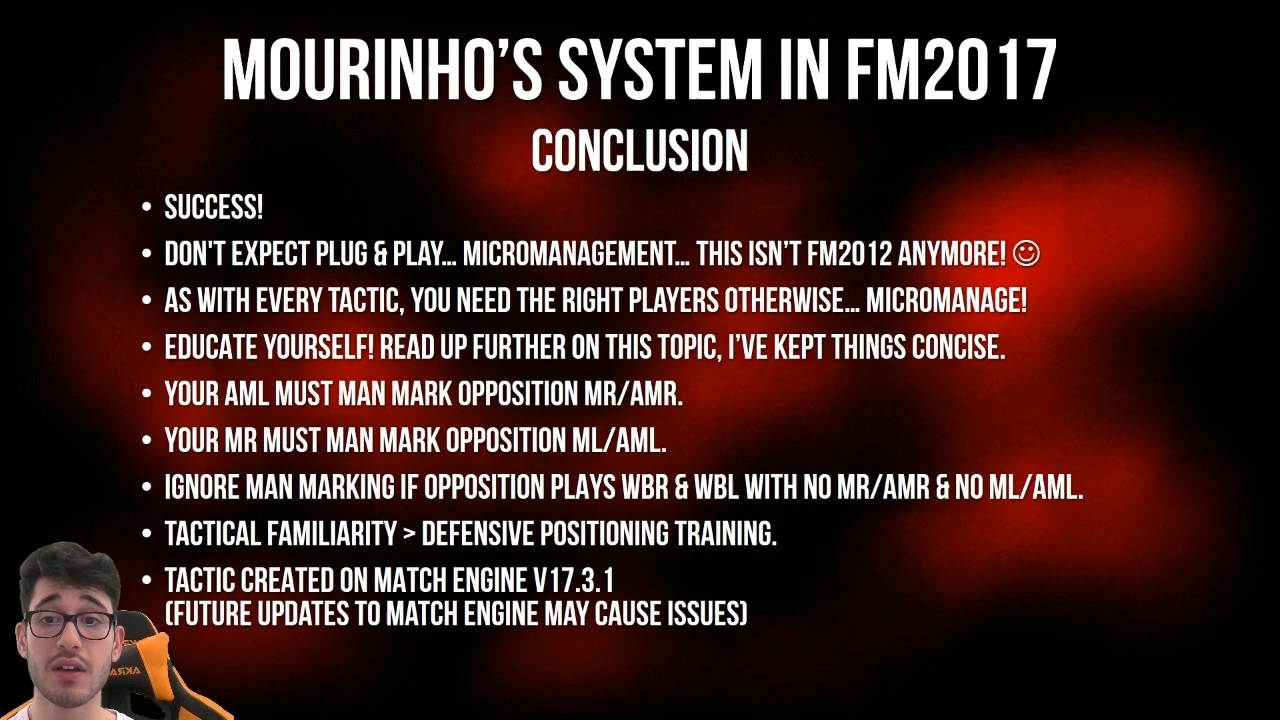 MOURINHO'S SYSTEM IN FM2017
CONCLUSION
• SUCCESS!
• DON'T EXPECT PLUG & PLAY... MICROMANAGEMENT... THIS ISN'T FM2012 ANYMORE! ☺
• AS WITH EVERY TACTIC, YOU NEED THE RIGHT PLAYERS OTHERWISE... MICROMANAGE!
• EDUCATE YOURSELF! READ UP FURTHER ON THIS TOPIC, I'VE KEPT THINGS CONCISE.
• YOUR AML MUST MAN MARK OPPOSITION MR/AMR.
• YOUR MR MUST MAN MARK OPPOSITION ML/AML.
• IGNORE MAN MARKING IF OPPOSITION PLAYS WBR & WBL WITH NO MR/AMR & NO ML/AML.
• TACTICAL FAMILIARITY > DEFENSIVE POSITIONING TRAINING.
• TACTIC CREATED ON MATCH ENGINE V17.3.1
(FUTURE UPDATES TO MATCH ENGINE MAY CAUSE ISSUES)